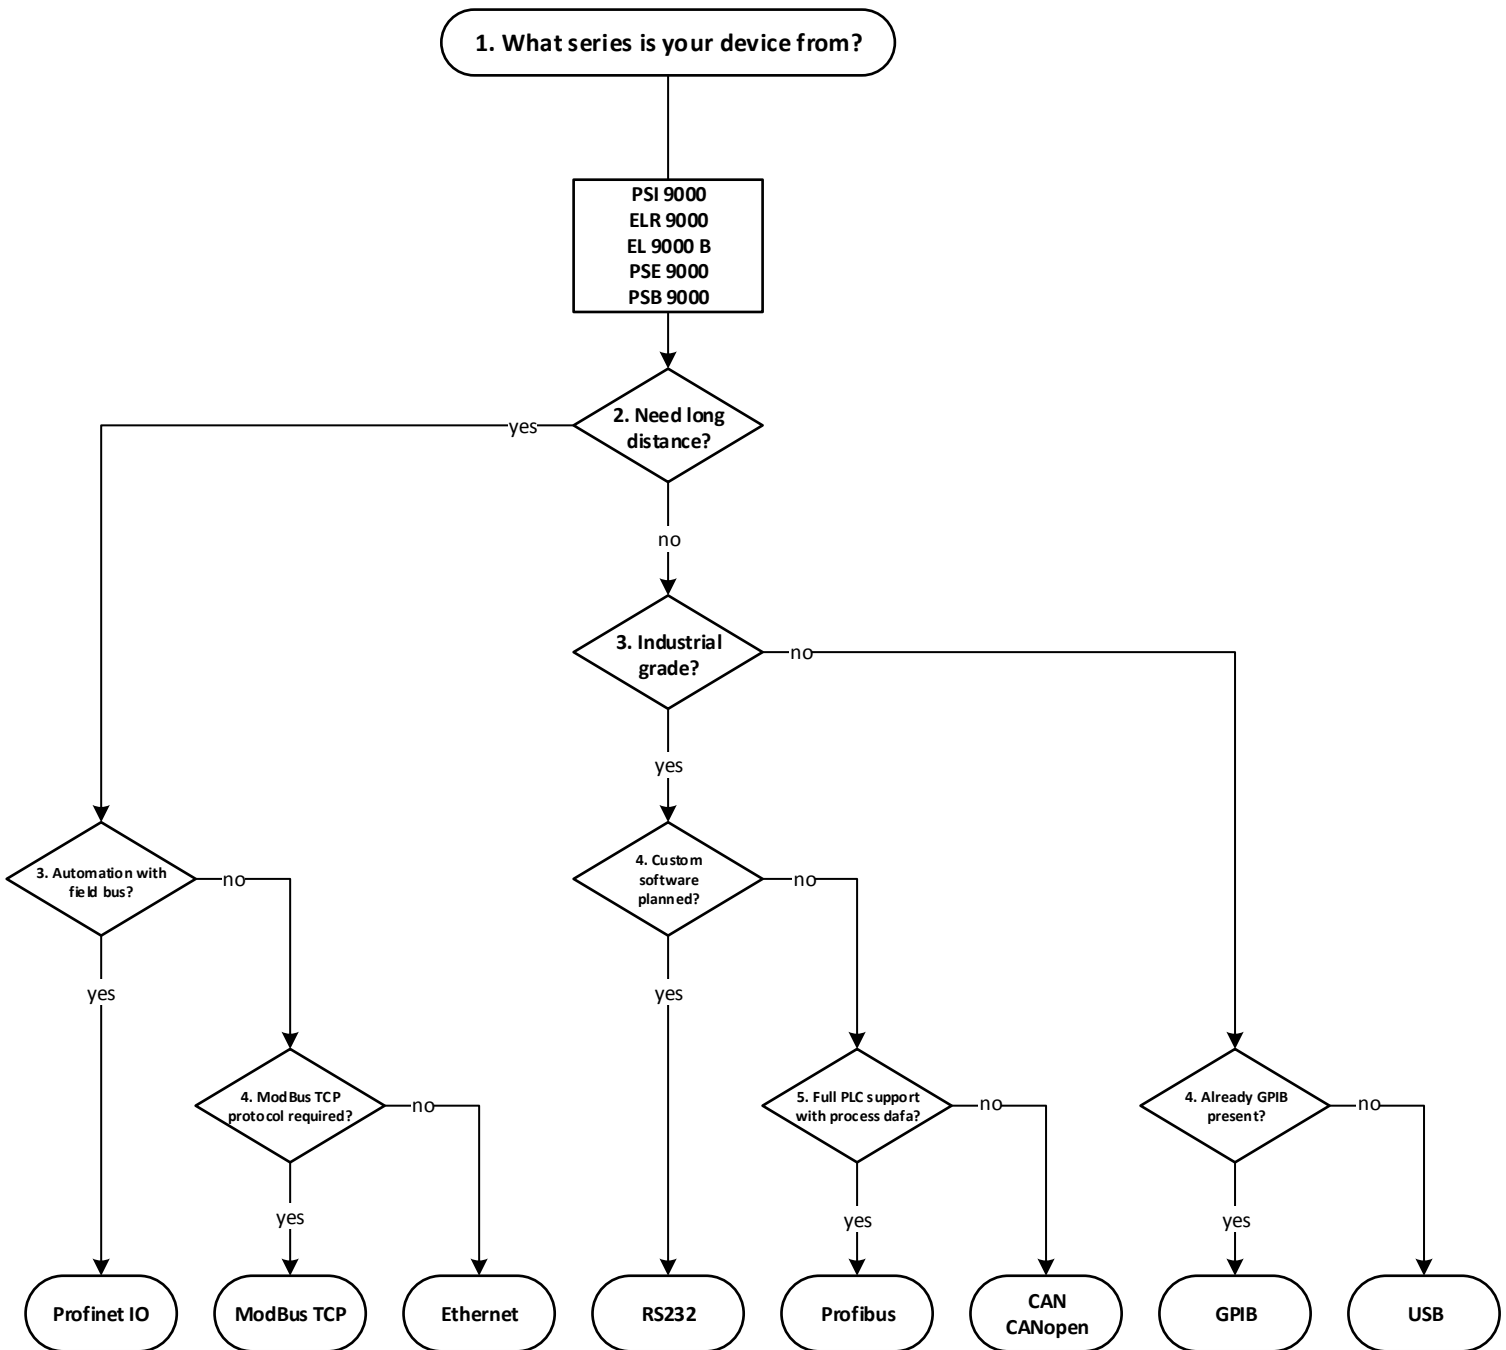 1. What series is your device from?
PSI 9000
ELR 9000
EL 9000 B
PSE 9000
PSB 9000
2. Need long
distance?
yes
no
3. Industrial
grade?
no
yes
3. Automation with
field bus?
no
4. Custom
software
planned?
no
yes
yes
4. ModBus TCP
protocol required?
no
5. Full PLC support
with process dafa?
no
4. Already GPIB
present?
no
yes
yes
yes
Profinet IO
ModBus TCP
Ethernet
RS232
Profibus
CAN
CANopen
GPIB
USB